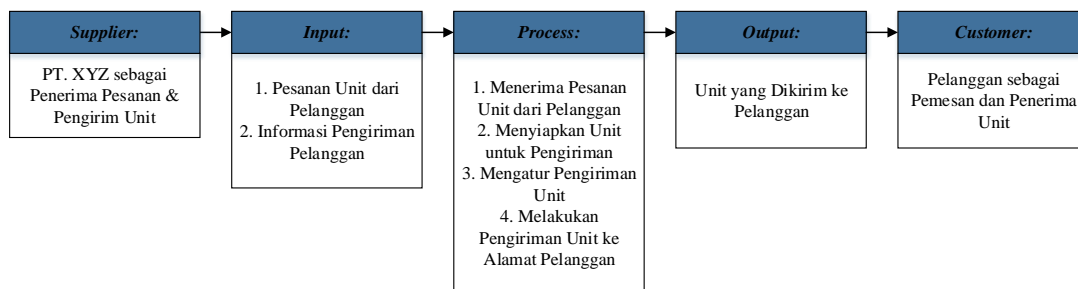 Supplier:
PT. XYZ sebagai
Penerima Pesanan &
Pengirim Unit
Input:
1. Pesanan Unit dari
Pelanggan
2. Informasi Pengiriman
Pelanggan
Process:
1. Menerima Pesanan
Unit dari Pelanggan
2. Menyiapkan Unit
untuk Pengiriman
3. Mengatur Pengiriman
Unit
4. Melakukan
Pengiriman Unit ke
Alamat Pelanggan
Output:
Unit yang Dikirim ke
Pelanggan
Customer:
Pelanggan sebagai
Pemesan dan Penerima
Unit